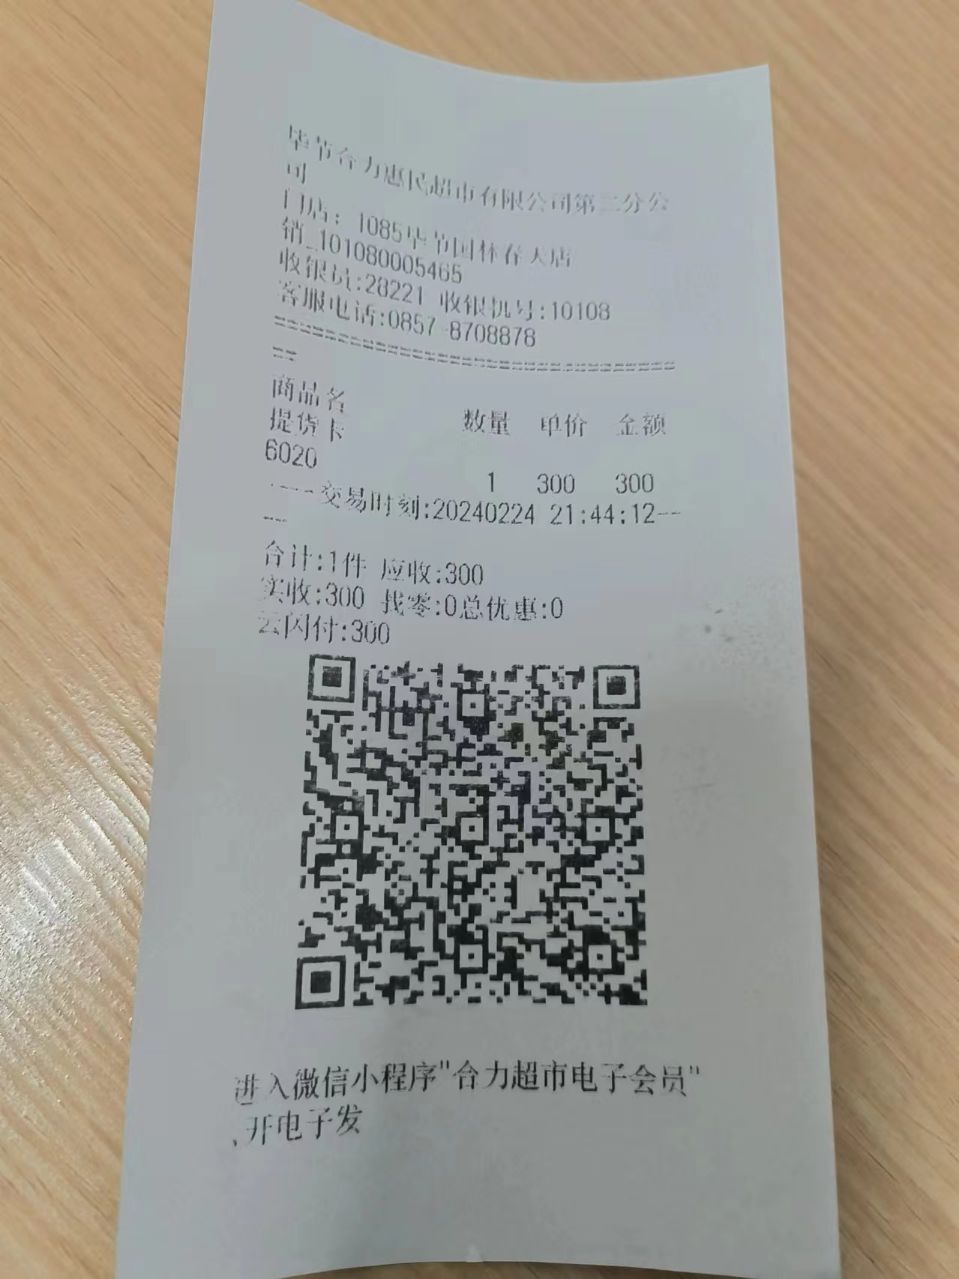 毕节合力惠民超市有限公司第二分公
司
门店：1085毕节园林春天店
销_101080005465
收银员:28221 收银机号:10108
客服电话:0857-8708878
商品名
提货卡 数量 单价 金额
6020
1 300 300
----交易时刻:20240224 21:44:12--
--
合计:1件 应收:300
实收:300 找零:0总优惠:0
云闪付:300
进入微信小程序"合力超市电子会员"
,开电子发